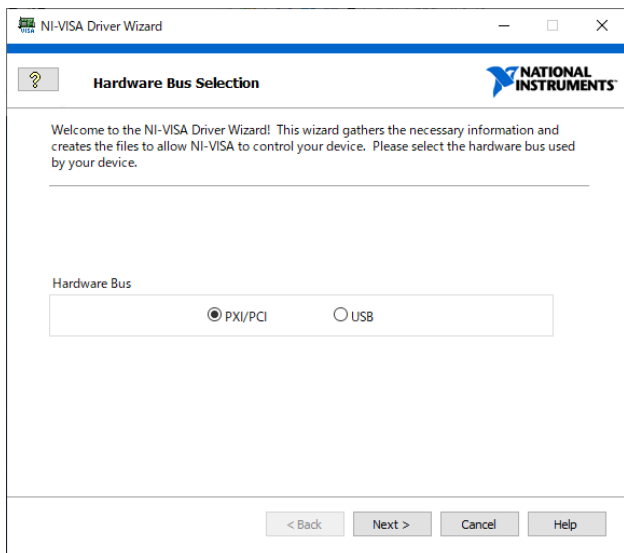 NI-VISA Driver Wizard
?
Hardware Bus Selection
NATIONAL
INSTRUMENTS™
Welcome to the NI-VISA Driver Wizard! This wizard gathers the necessary information and
creates the files to allow NI-VISA to control your device. Please select the hardware bus used
by your device.
Hardware Bus
PXI/PCI USB
< Back Next > Cancel Help